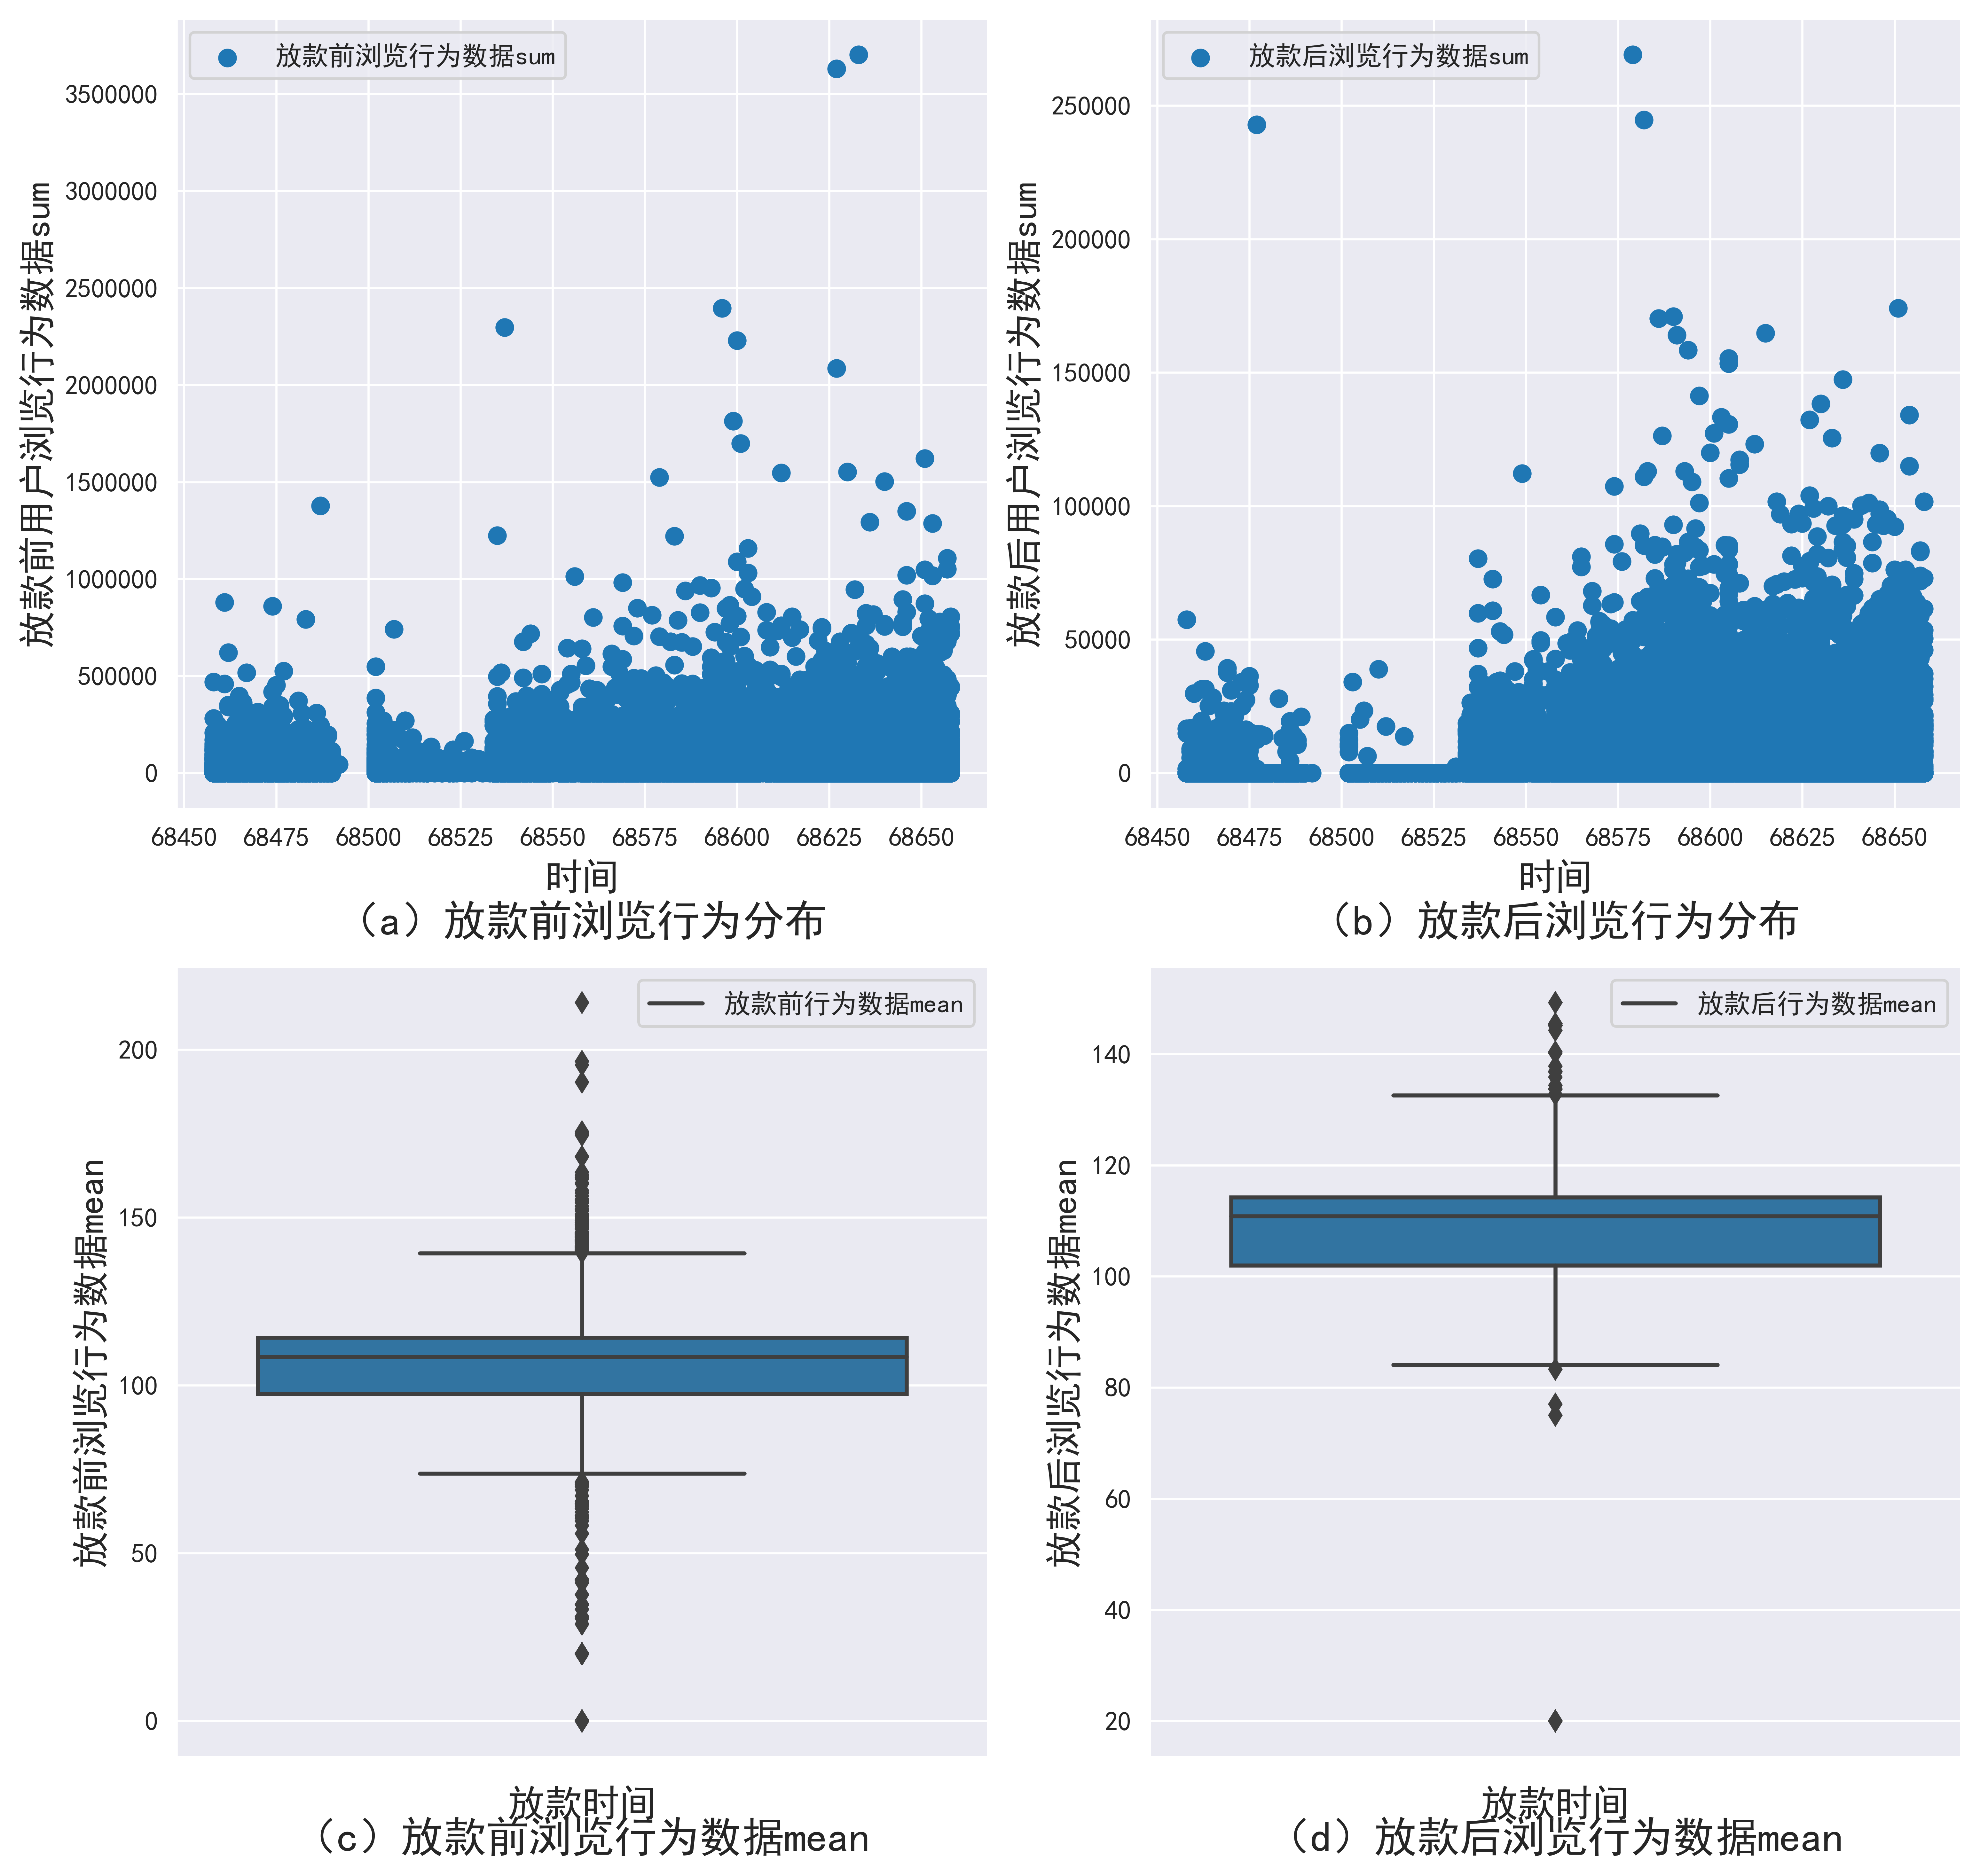 放款前浏览行为数据sum
放款前用户浏览行为数据sum
3500000
3000000
2500000
2000000
1500000
1000000
500000
0
68450 68475 68500 68525 68550 68575 68600 68625 68650
时间
（a）放款前浏览行为分布
放款后浏览行为数据sum
放款后用户浏览行为数据sum
250000
200000
150000
100000
50000
0
68450 68475 68500 68525 68550 68575 68600 68625 68650
时间
（b）放款后浏览行为分布
放款前行为数据mean
放款前浏览行为数据mean
200
150
100
50
0
放款时间
（c）放款前浏览行为数据mean
放款后行为数据mean
放款后浏览行为数据mean
140
120
100
80
60
40
20
放款时间
（d）放款后浏览行为数据mean